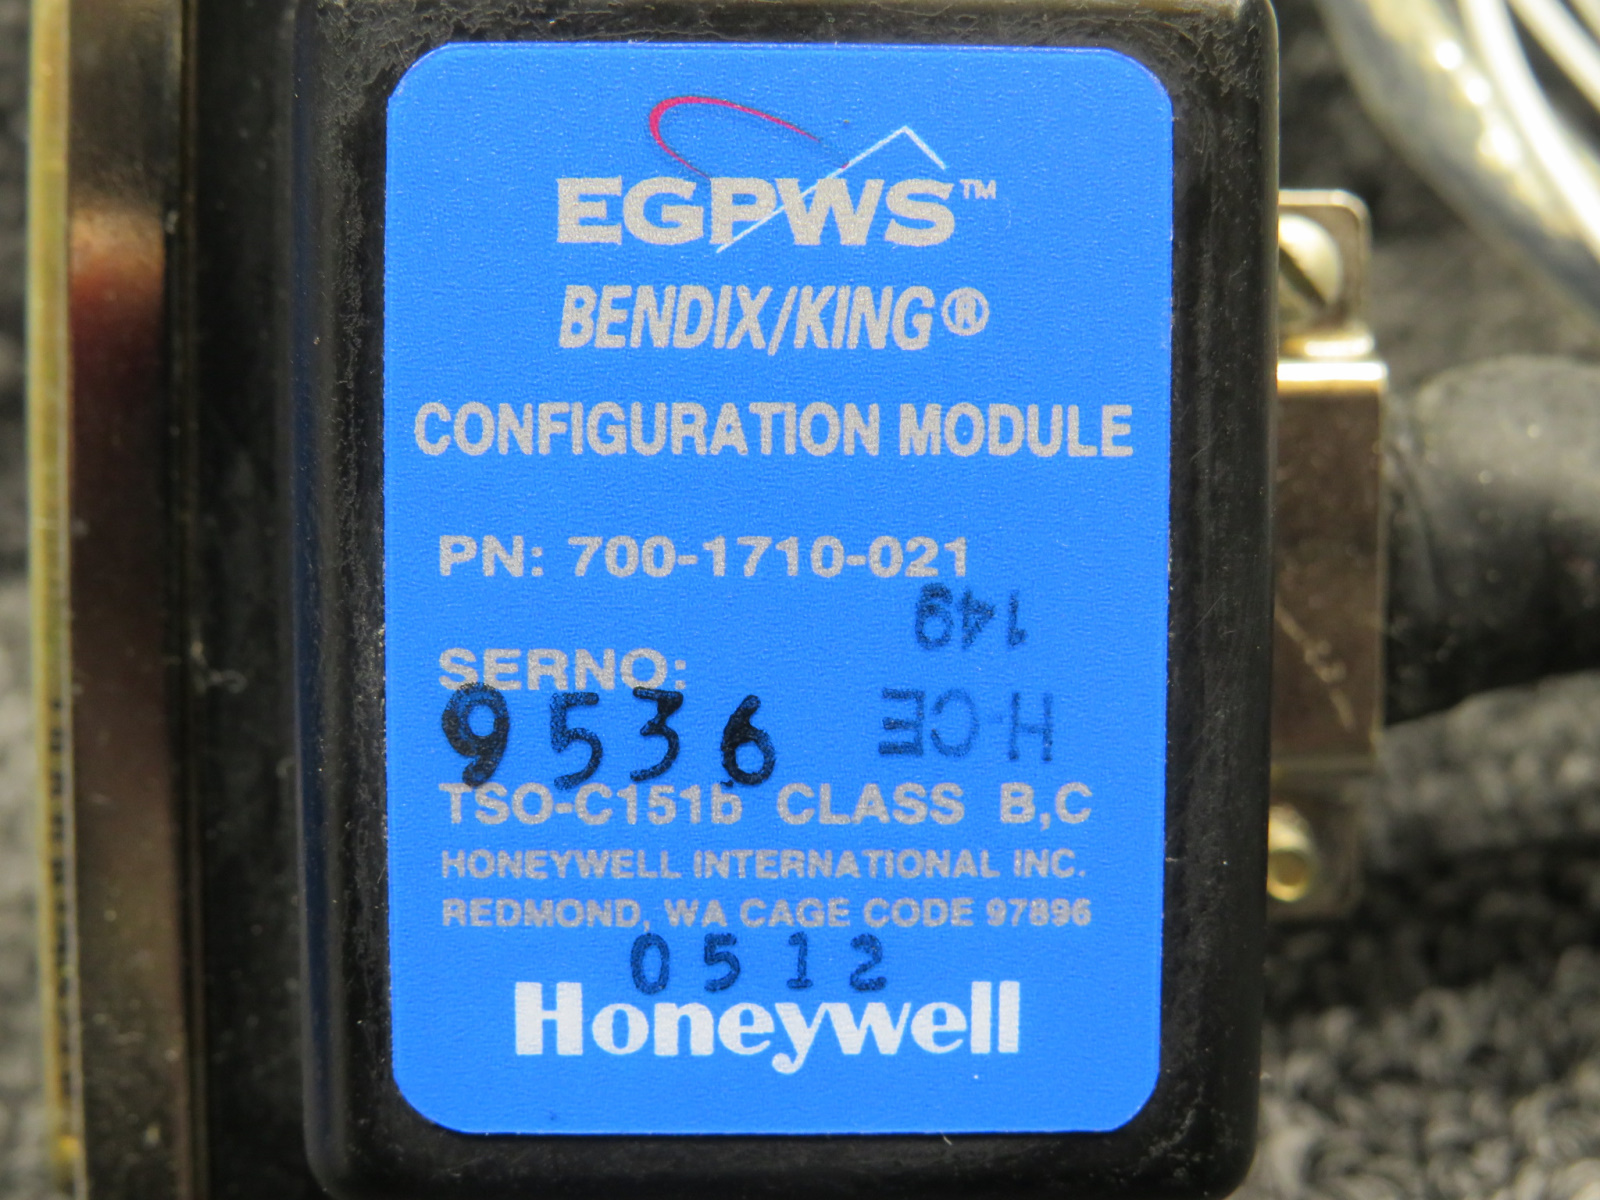 EGPWS™
BENDIX/KING®
CONFIGURATION MODULE
PN: 700-1710-021
149
SERNO:
9536
H-CE
TSO-C151b CLASS B,C
HONEYWELL INTERNATIONAL INC.
REDMOND, WA CAGE CODE 97896
0512
Honeywell